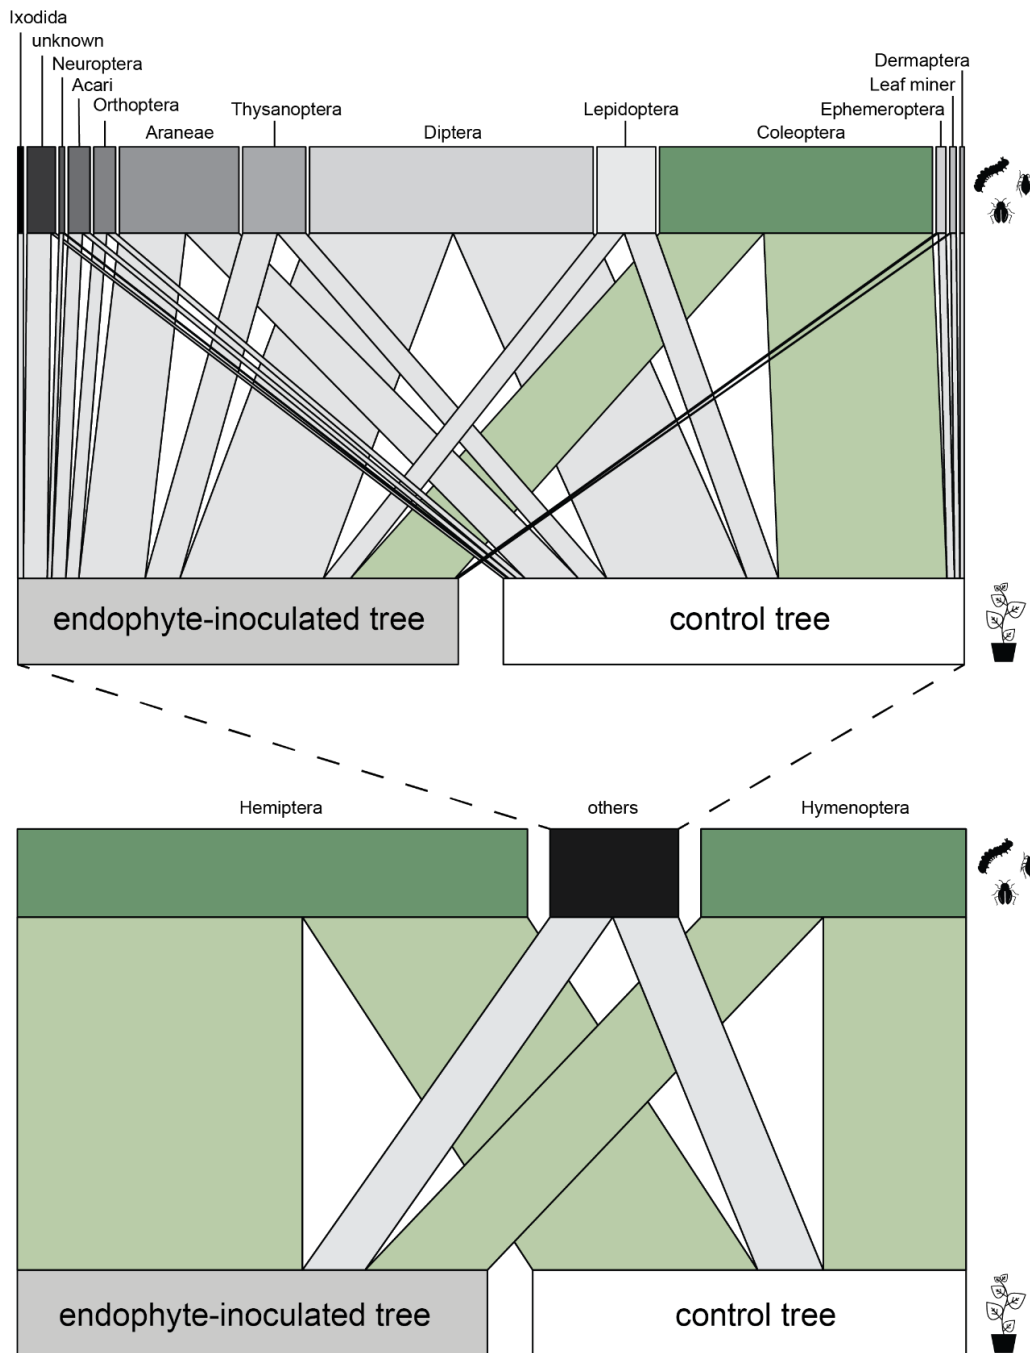 Ixodida
unknown
Neuroptera
Acari
Orthoptera
Araneae
Thysanoptera
Diptera
Lepidoptera
Coleoptera
Ephemeroptera
Leaf miner
Dermaptera
endophyte-inoculated tree
control tree
Hemiptera
others
Hymenoptera
endophyte-inoculated tree
control tree